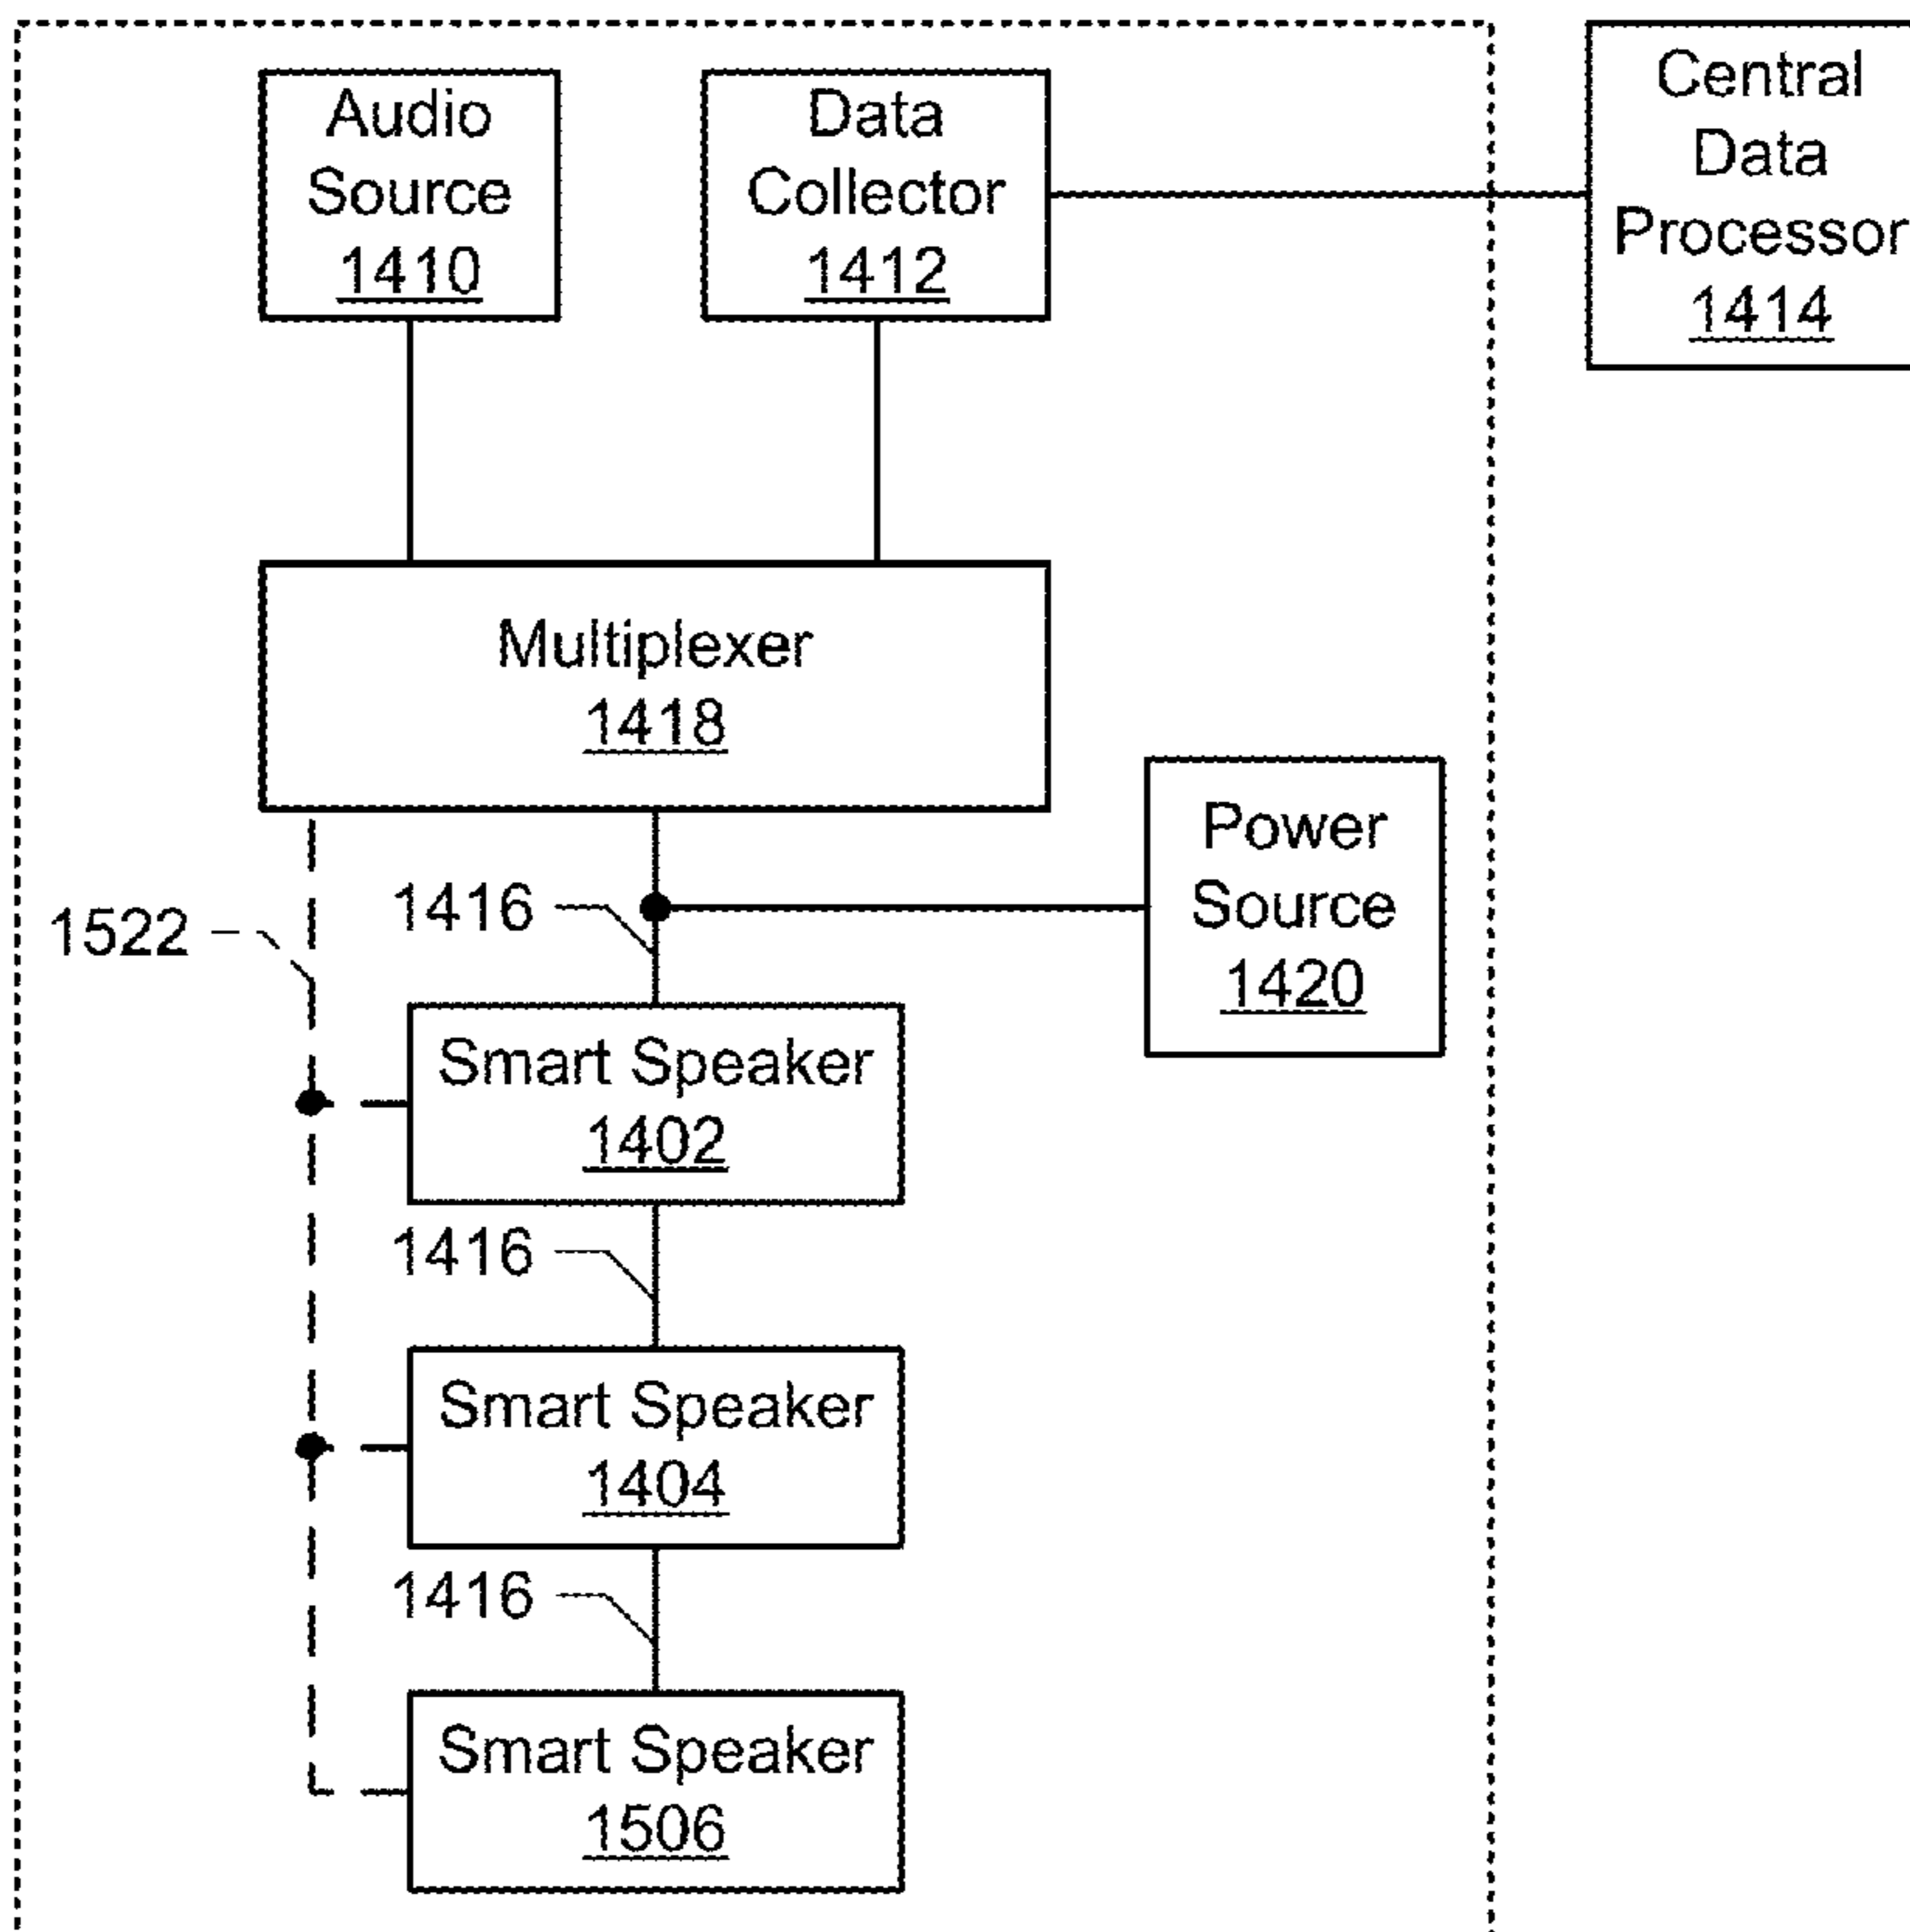 Audio
Source
1410
Data
Collector
1412
Central
Data
Processor
1414
Multiplexer
1418
Power
Source
1420
1522
1416
Smart Speaker
1402
1416
Smart Speaker
1404
1416
Smart Speaker
1506